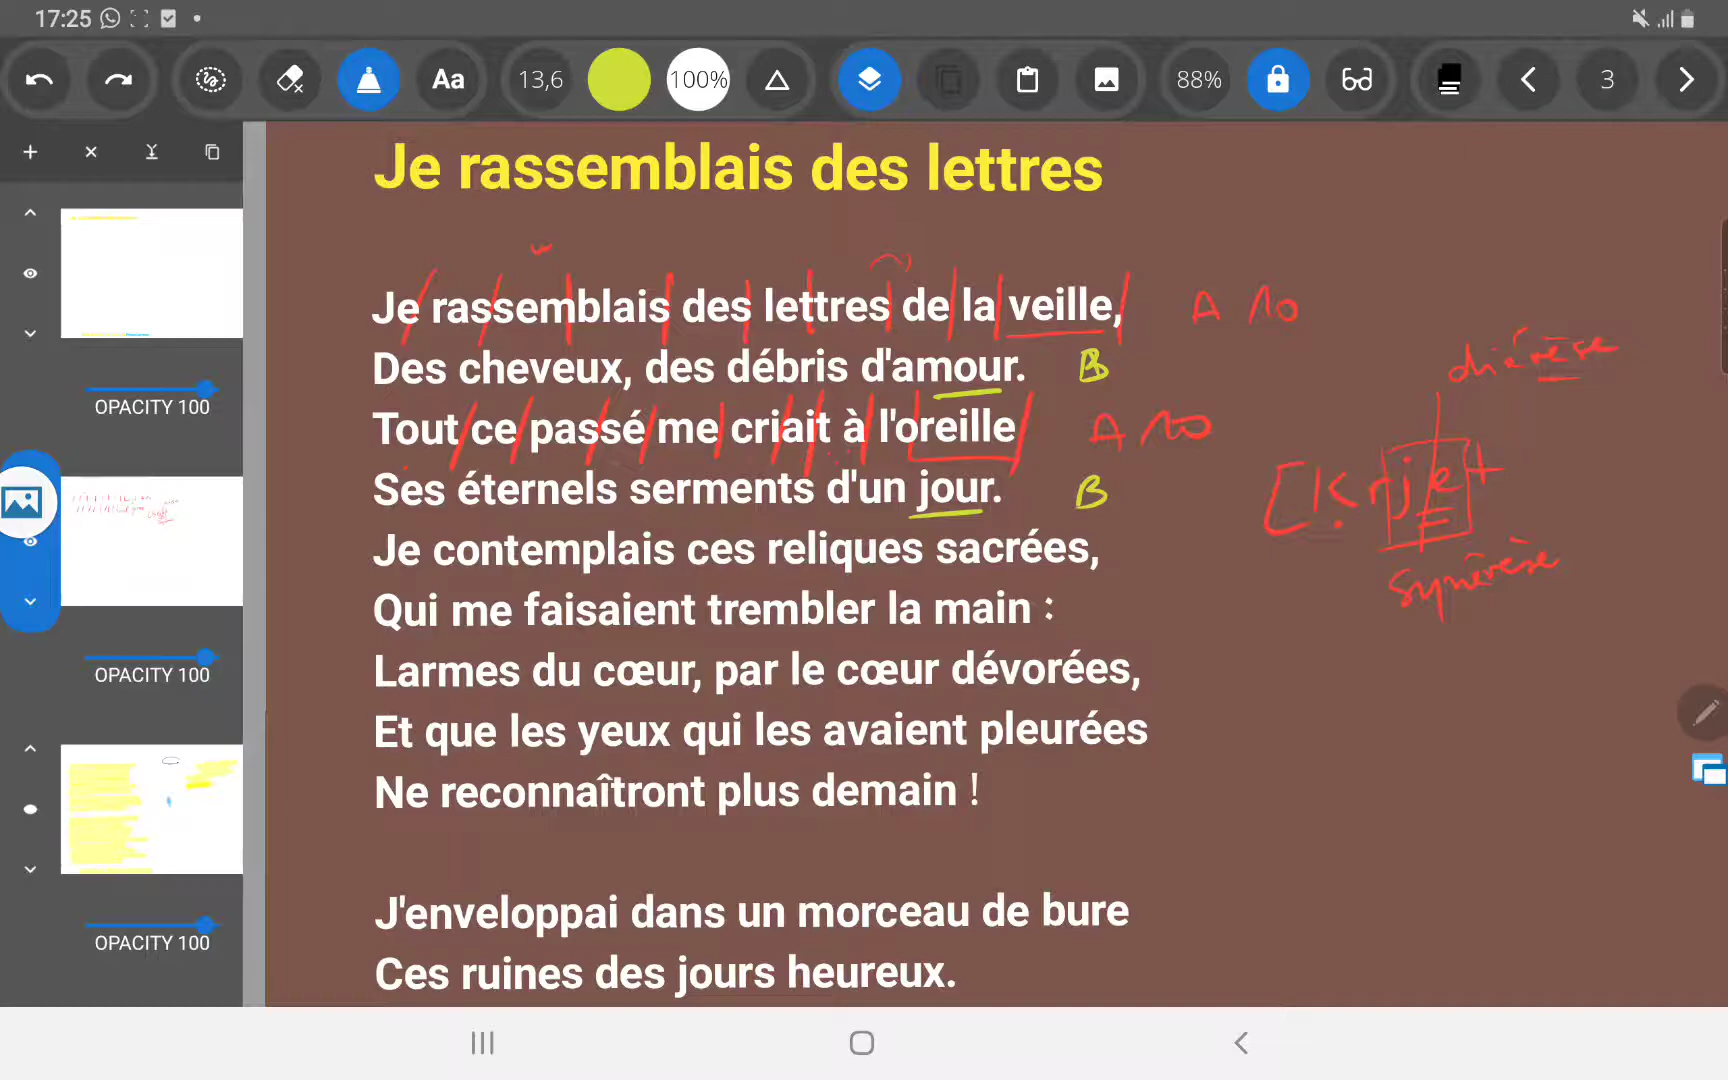 17:25
Aa
13,6
100%
88%
3
OPACITY 100
OPACITY 100
OPACITY 100
Je rassemblais des lettres
Je rassemblais des lettres de la veille, A 10
Des cheveux, des débris d'amour. B
Tout ce passé me criait à l'oreille A 10
Ses éternels serments d'un jour. B
Je contemplais ces reliques sacrées,
Qui me faisaient trembler la main :
Larmes du cœur, par le cœur dévorées,
Et que les yeux qui les avaient pleurées
Ne reconnaîtront plus demain !
J'enveloppai dans un morceau de bure
Ces ruines des jours heureux.
diérèse
[Krjɛt
synérèse